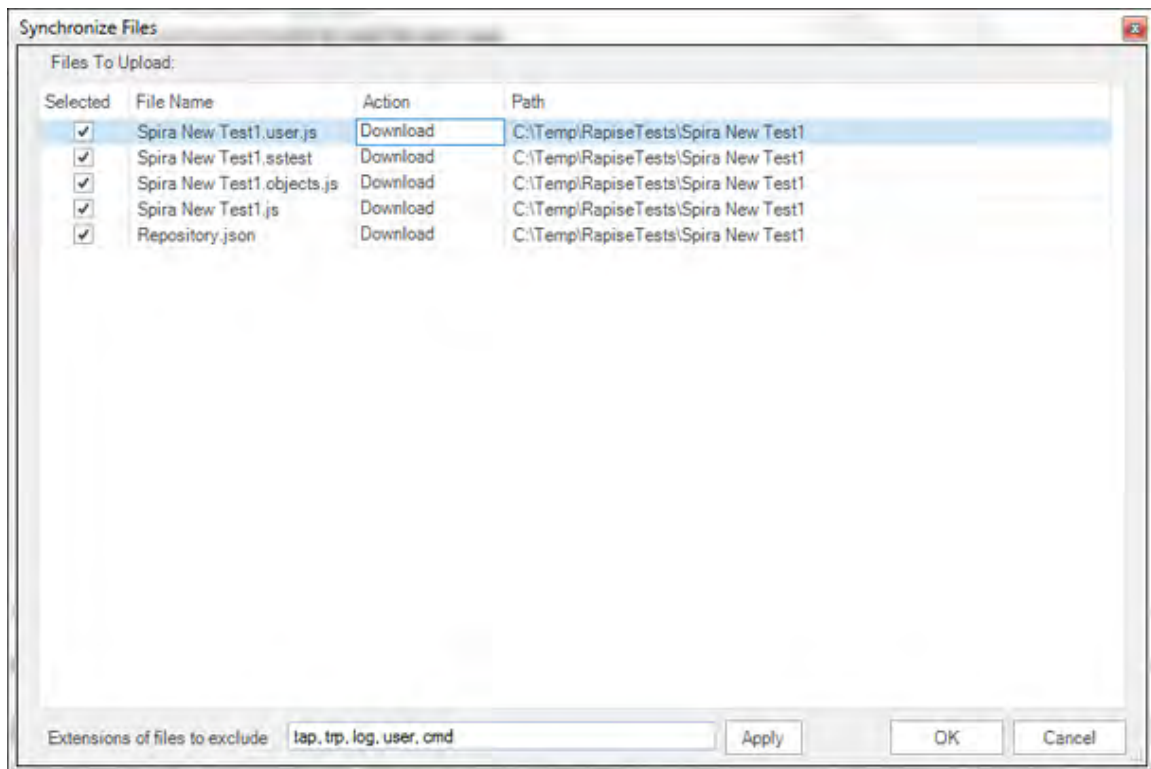 Synchronize Files
Files To Upload:
Selected File Name Action Path
Spira New Test1.user.js Download C:\Temp\RapiseTests\Spira New Test1
Spira New Test1.sstest Download C:\Temp\RapiseTests\Spira New Test1
Spira New Test1.objects.js Download C:\Temp\RapiseTests\Spira New Test1
Spira New Test1.js Download C:\Temp\RapiseTests\Spira New Test1
Repository.json Download C:\Temp\RapiseTests\Spira New Test1
Extensions of files to exclude tap, trp, log, user, cmd Apply OK Cancel